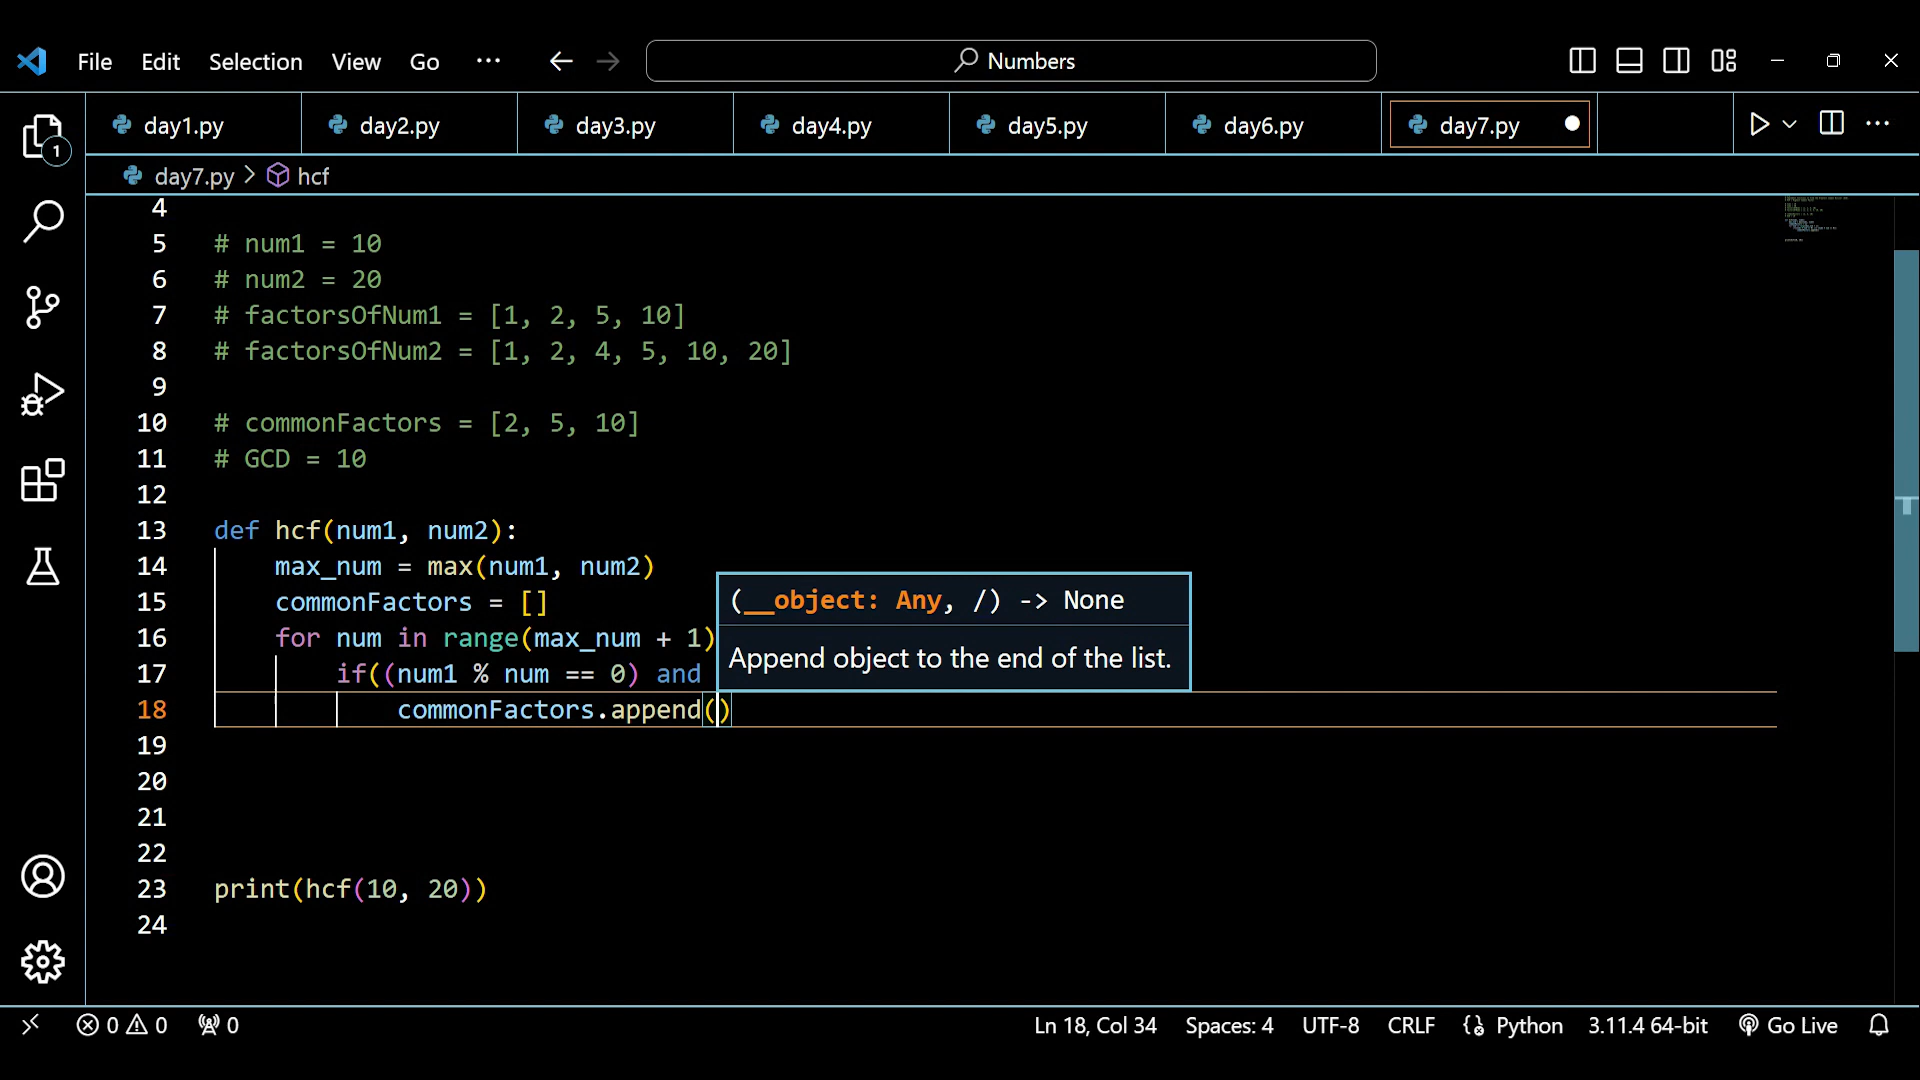 File Edit Selection View Go ··· Numbers
day1.py day2.py day3.py day4.py day5.py day6.py day7.py
1
day7.py > hcf
4
5 # num1 = 10
6 # num2 = 20
7 # factorsOfNum1 = [1, 2, 5, 10]
8 # factorsOfNum2 = [1, 2, 4, 5, 10, 20]
9
10 # commonFactors = [2, 5, 10]
11 # GCD = 10
12
13 def hcf(num1, num2):
14 max_num = max(num1, num2)
15 commonFactors = []
(__object: Any, /) -> None
16 for num in range(max_num + 1)
Append object to the end of the list.
17 if((num1 % num == 0) and
18 commonFactors.append()
19
20
21
22
23 print(hcf(10, 20))
24
0 0 0 Ln 18, Col 34 Spaces: 4 UTF-8 CRLF Python 3.11.4 64-bit Go Live